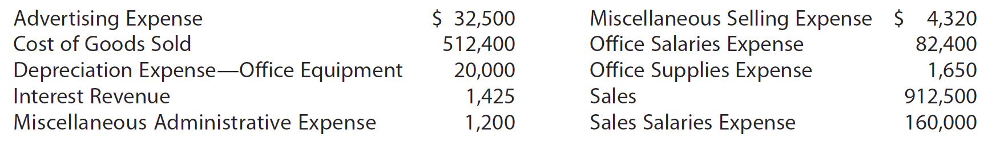 Advertising Expense $ 32,500
Cost of Goods Sold 512,400
Depreciation Expense—Office Equipment 20,000
Interest Revenue 1,425
Miscellaneous Administrative Expense 1,200
Miscellaneous Selling Expense $ 4,320
Office Salaries Expense 82,400
Office Supplies Expense 1,650
Sales 912,500
Sales Salaries Expense 160,000